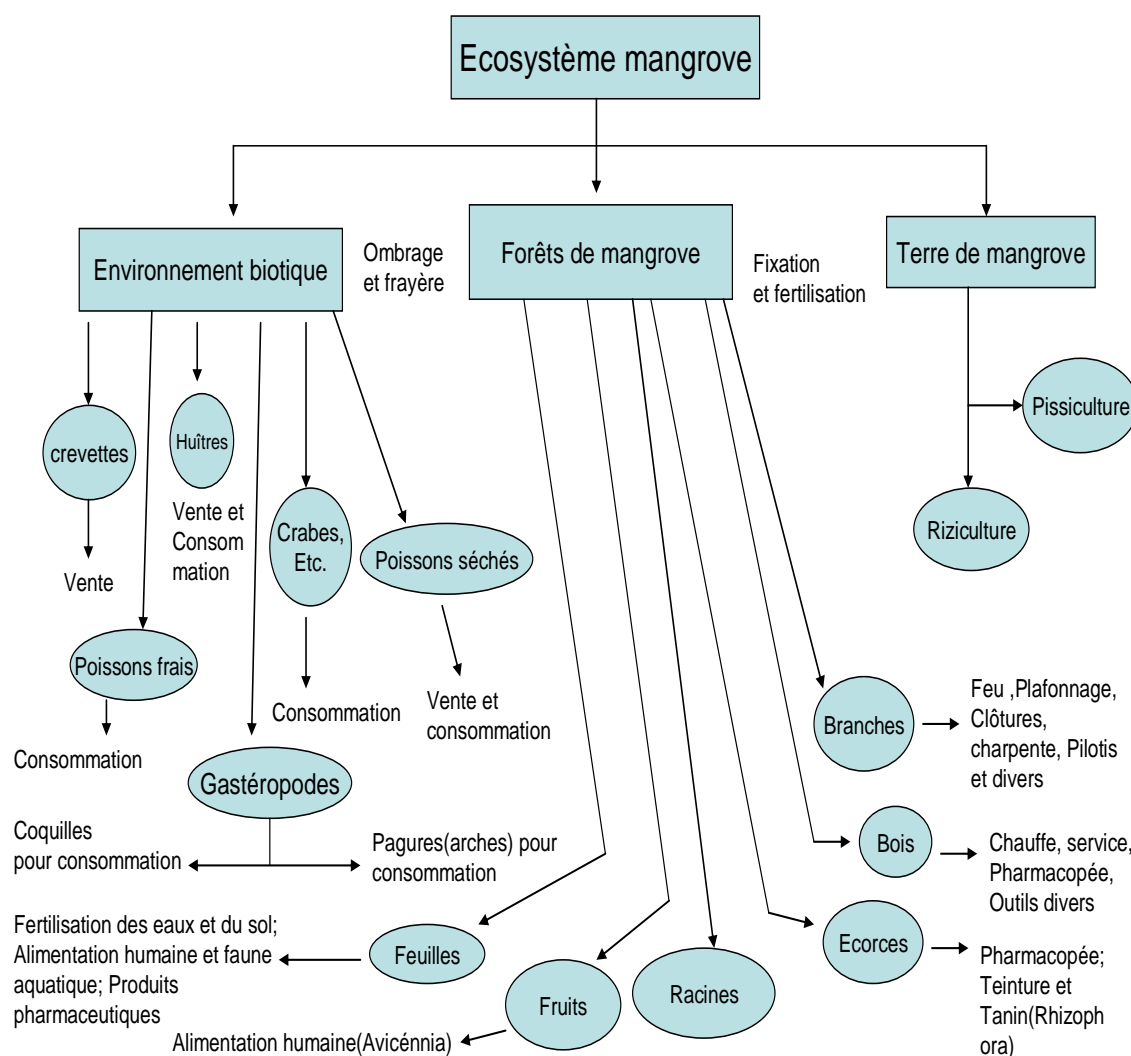 Ecosystème mangrove
Environnement biotique
Ombrage
et frayère
Forêts de mangrove
Fixation
et fertilisation
Terre de mangrove
crevettes
Vente
Huîtres
Vente et
Consom
mation
Crabes,
Etc.
Consommation
Poissons séchés
Vente et
consommation
Poissons frais
Consommation
Gastéropodes
Coquilles
pour consommation
Pagures(arches) pour
consommation
Pissiculture
Riziculture
Branches
Feu ,Plafonnage,
Clôtures,
charpente, Pilotis
et divers
Bois
Chauffe, service,
Pharmacopée,
Outils divers
Ecorces
Pharmacopée;
Teinture et
Tanin(Rhizoph
ora)
Racines
Fruits
Alimentation humaine(Avicénnia)
Feuilles
Fertilisation des eaux et du sol;
Alimentation humaine et faune
aquatique; Produits
pharmaceutiques